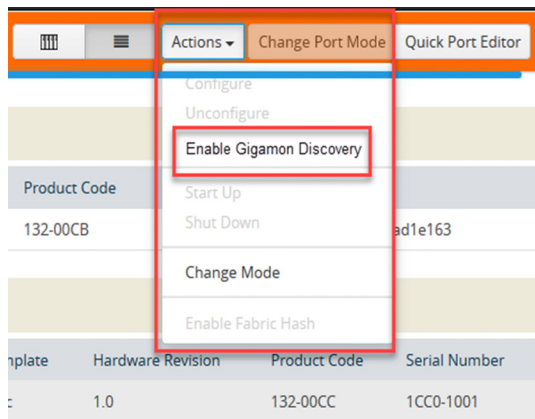 Actions Change Port Mode Quick Port Editor
Configure
Unconfigure
Enable Gigamon Discovery
Product Code
Start Up
132-00CB Shut Down ad1e163
Change Mode
Enable Fabric Hash
nplate Hardware Revision Product Code Serial Number
c 1.0 132-00CC 1CC0-1001